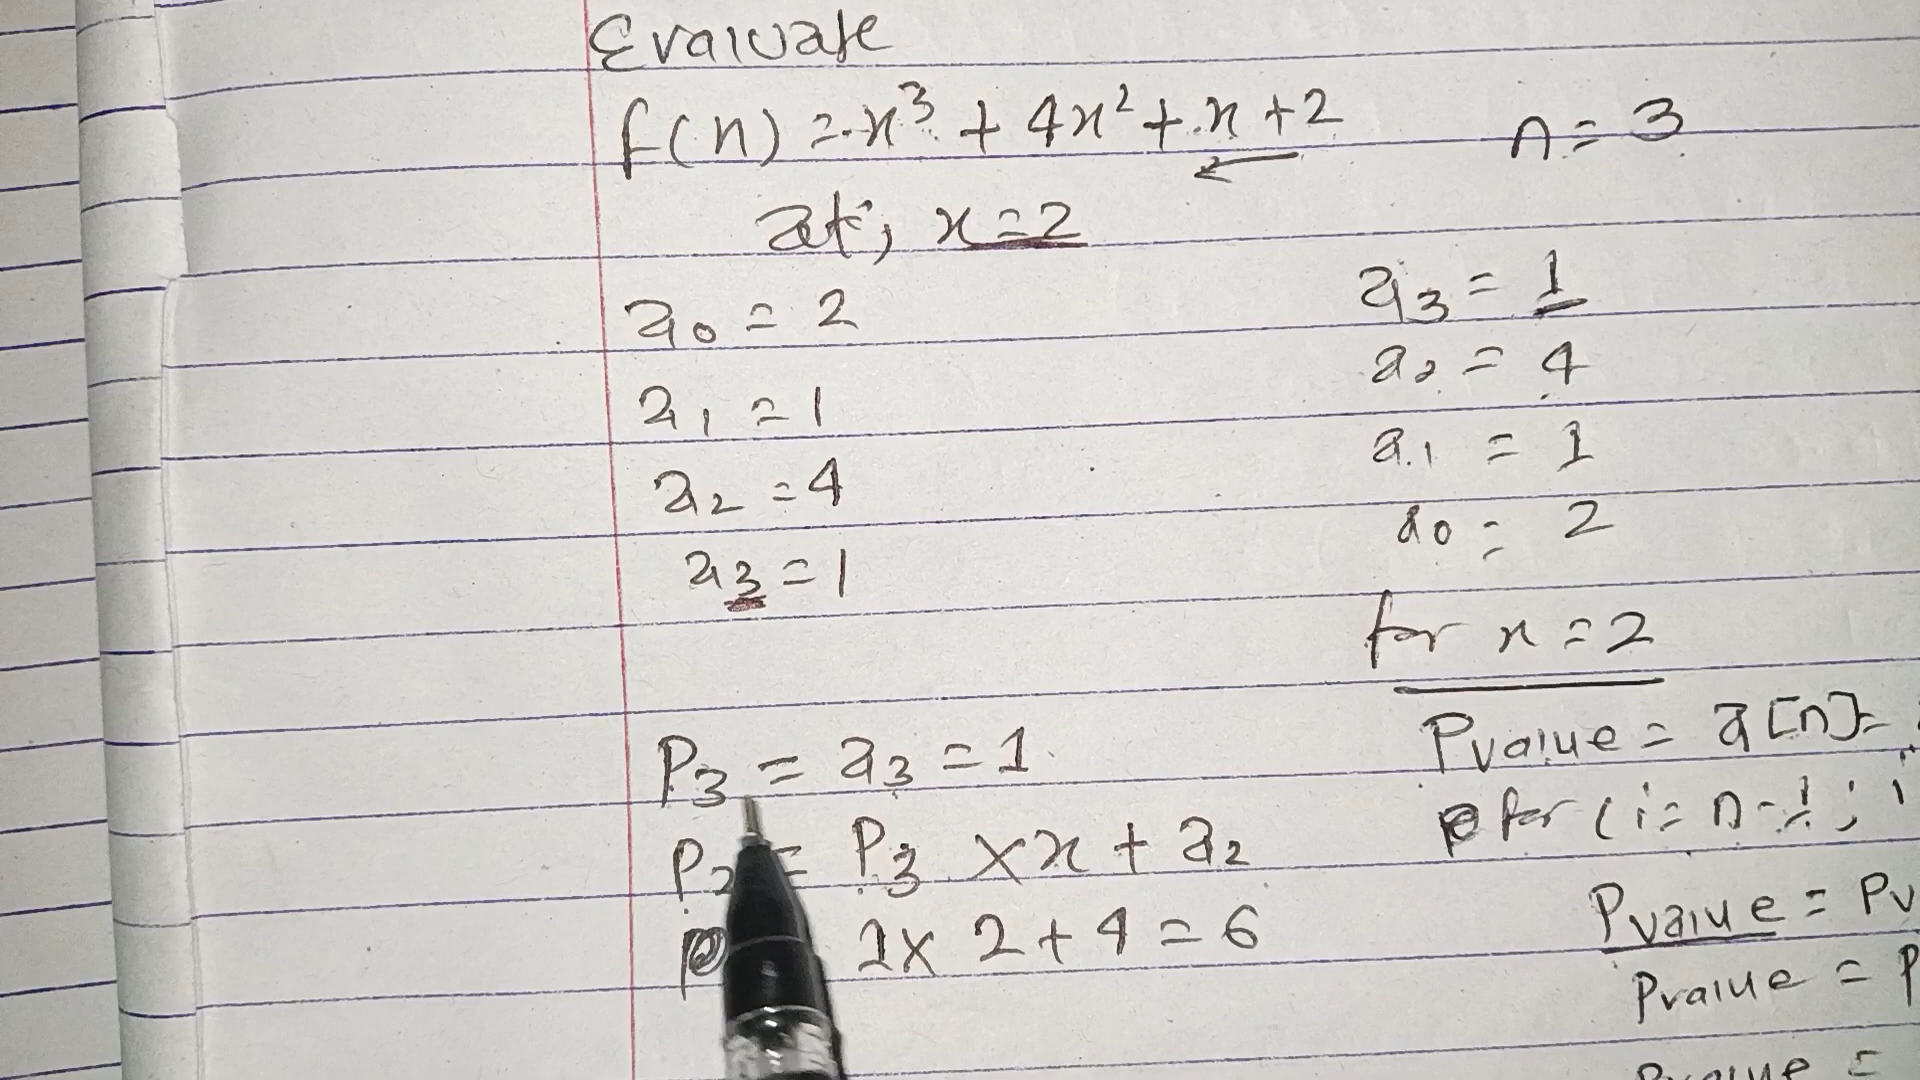 Evaluate
f(n) = x³ + 4x² + x + 2
n = 3
at, x = 2
a0 = 2
a1 = 1
a2 = 4
a3 = 1
P3 = a3 = 1
P2 = P3 × x + a2
1 × 2 + 4 = 6
a3 = 1
a2 = 4
a1 = 1
a0 = 2
for x = 2
Pvalue = a[n] =
for (i = n-1; i
Pvalue = Pv
Pvalue = P
Pvalue =